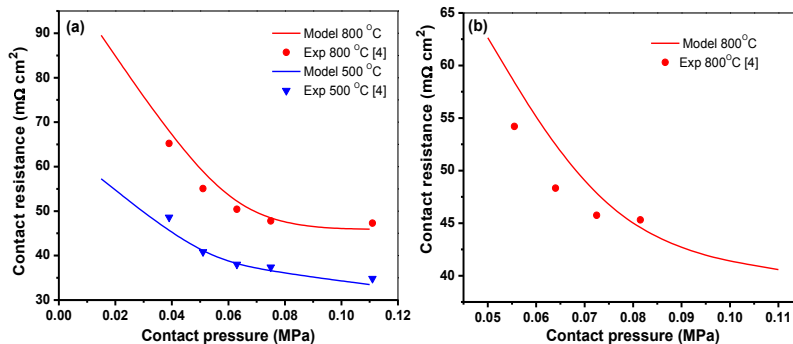 (a)
Model 800 °C
Exp 800 °C [4]
Model 500 °C
Exp 500 °C [4]
Contact resistance (mΩ cm²)
90
80
70
60
50
40
30
0.00 0.02 0.04 0.06 0.08 0.10 0.12
Contact pressure (MPa)
(b)
Model 800°C
Exp 800°C [4]
Contact resistance (mΩ cm²)
65
60
55
50
45
40
0.05 0.06 0.07 0.08 0.09 0.10 0.11
Contact pressure (MPa)